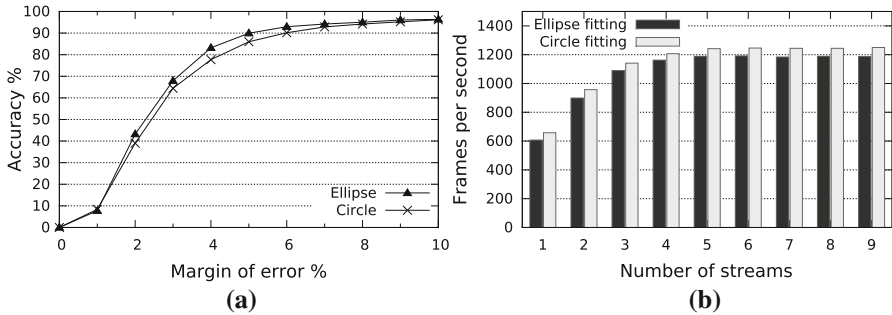 Accuracy %
100
90
80
70
60
50
40
30
20
10
0
Ellipse
Circle
0 2 4 6 8 10
Margin of error %
(a)
Frames per second
1400
1200
1000
800
600
400
200
0
Ellipse fitting
Circle fitting
1 2 3 4 5 6 7 8 9
Number of streams
(b)